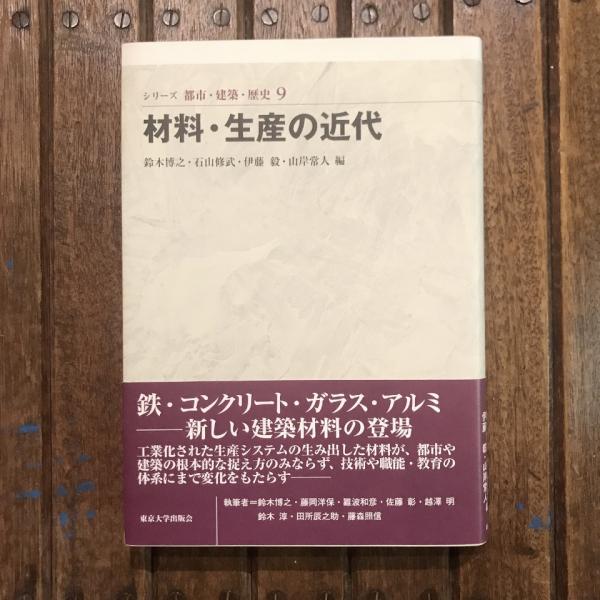 シリーズ 都市・建築・歴史 9
材料・生産の近代
鈴木博之・石山修武・伊藤 毅・山岸常人 編
鉄・コンクリート・ガラス・アルミ
──新しい建築材料の登場
工業化された生産システムの生み出した材料が、都市や
建築の根本的な捉え方のみならず、技術や職能・教育の
体系にまで変化をもたらす───
執筆者＝鈴木博之・藤岡洋保・難波和彦・佐藤 彰・越澤 明
鈴木 淳・田所辰之助・藤森照信
東京大学出版会